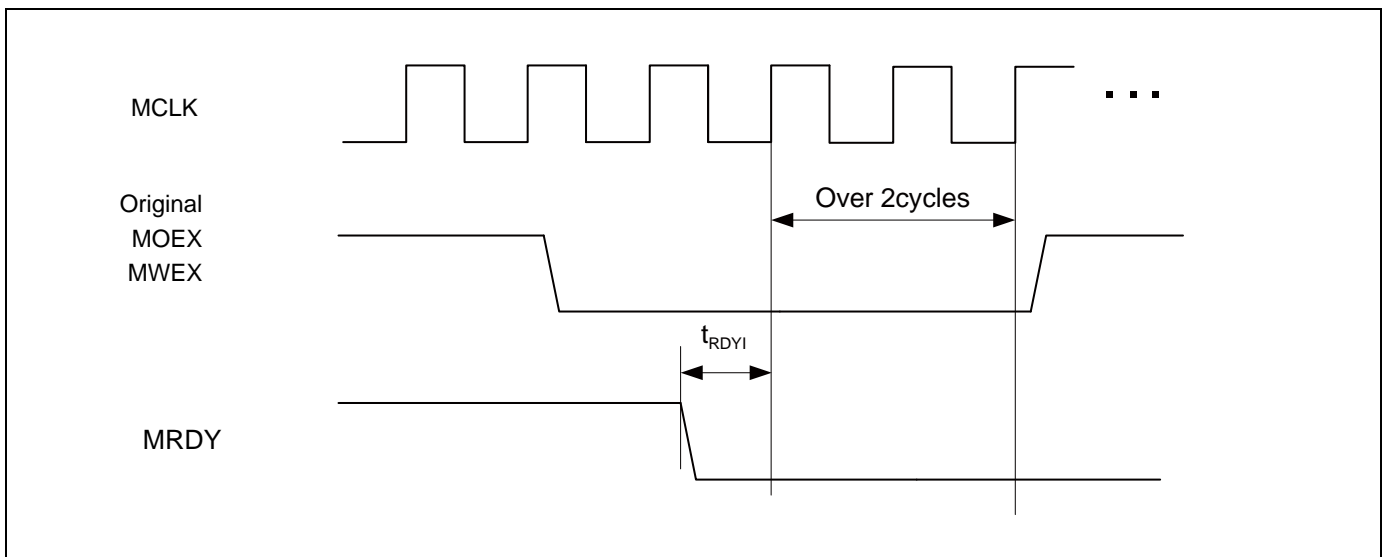 MCLK
. . .
Over 2cycles
Original
MOEX
MWEX
tRDYI
MRDY